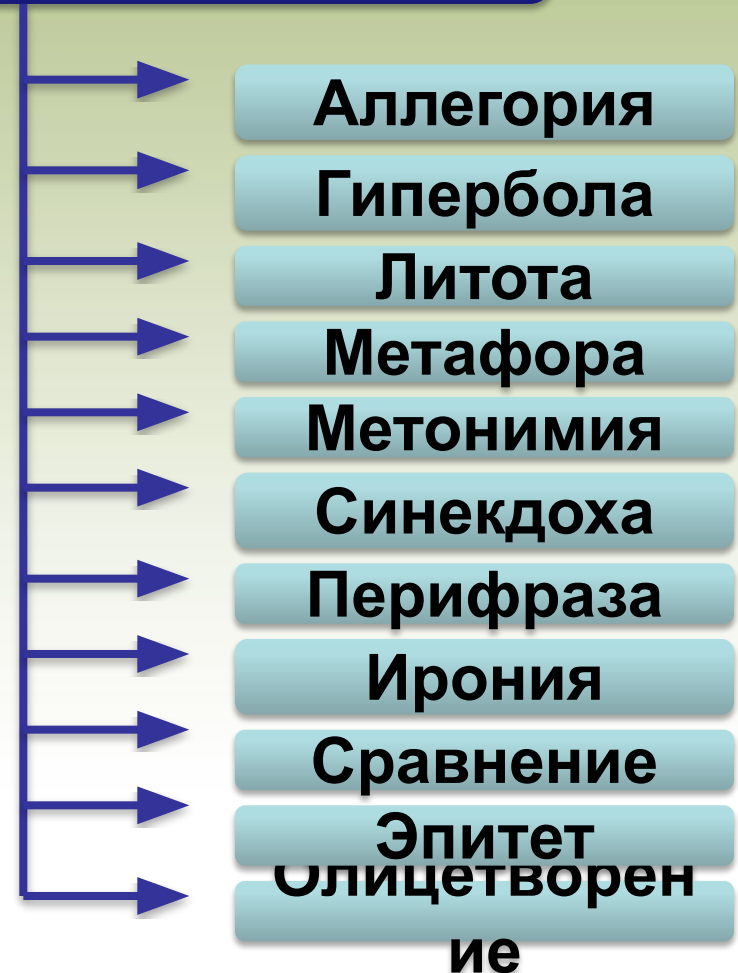 Аллегория
Гипербола
Литота
Метафора
Метонимия
Синекдоха
Перифраза
Ирония
Сравнение
Эпитет
Олицетворен
ие